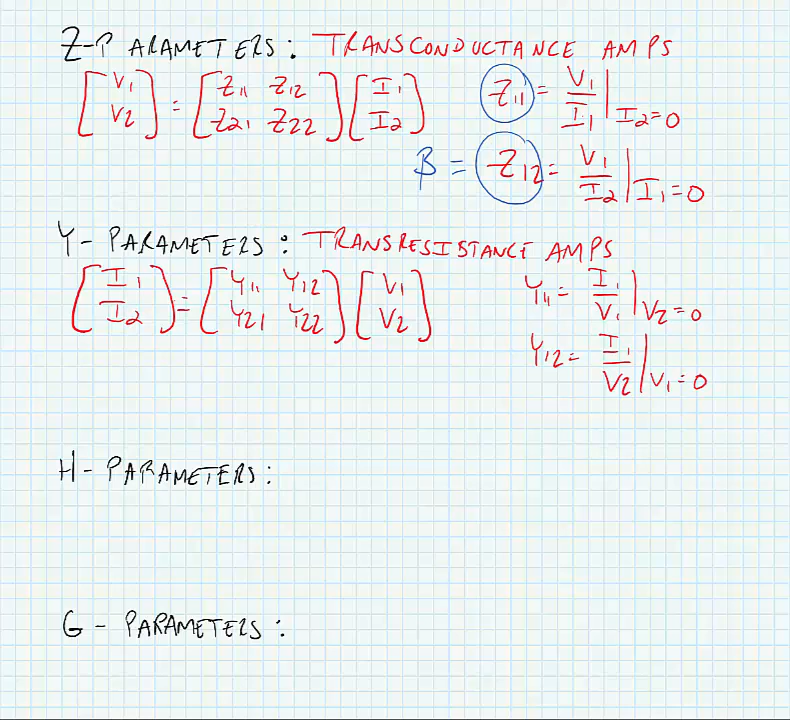 Z-PARAMETERS: TRANSCONDUCTANCE AMPS
[V1 V2] = [Z11 Z12 Z21 Z22] [I1 I2] Z11 = V1/I1 | I2=0
β = Z12 = V1/I2 | I1=0
Y-PARAMETERS: TRANSRESISTANCE AMPS
[I1 I2] = [Y11 Y12 Y21 Y22] [V1 V2] Y11 = I1/V1 | V2=0
Y12 = I1/V2 | V1=0
H-PARAMETERS:
G-PARAMETERS: